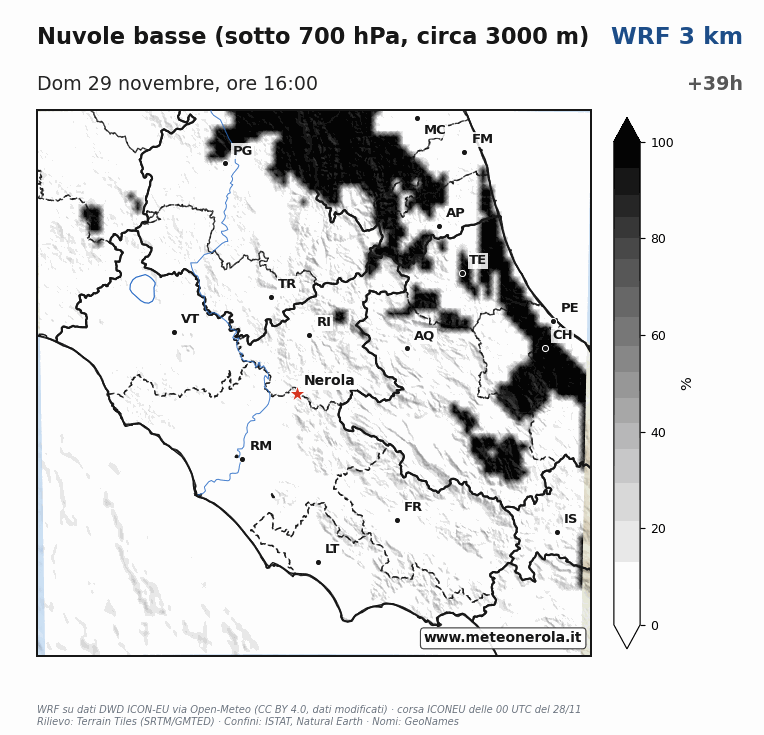 Nuvole basse (sotto 700 hPa, circa 3000 m) WRF 3 km
Dom 29 novembre, ore 16:00 +39h
MC
FM
PG
AP
TE
TR
PE
VT
RI
AQ
CH
Nerola
RM
FR
IS
LT
www.meteonerola.it
100
80
60
40
20
0
%
WRF su dati DWD ICON-EU via Open-Meteo (CC BY 4.0, dati modificati) · corsa ICONEU delle 00 UTC del 28/11
Rilievo: Terrain Tiles (SRTM/GMTED) · Confini: ISTAT, Natural Earth · Nomi: GeoNames